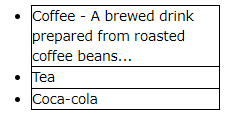 Coffee - A brewed drink
prepared from roasted
coffee beans...
Tea
Coca-cola